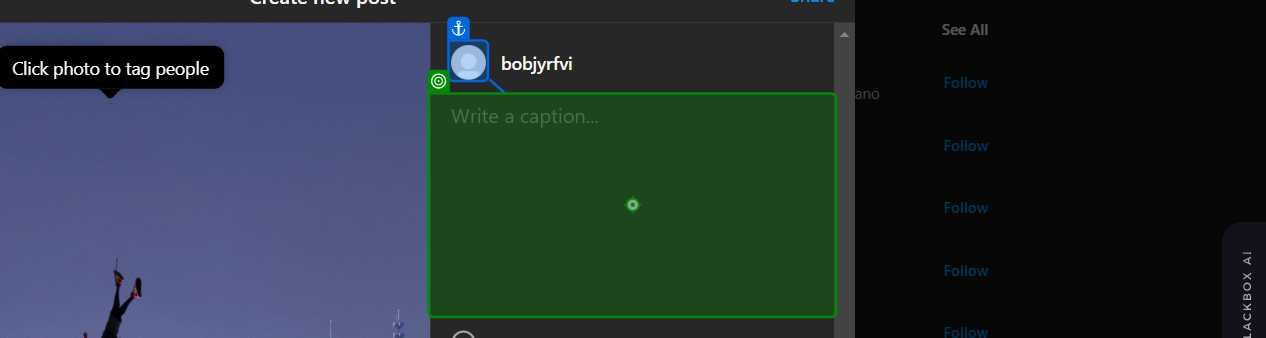 Create new post
Share
Click photo to tag people
bobjyrfvi
Write a caption...
See All
Follow
ano
Follow
Follow
Follow
Follow
LACKBOX AI